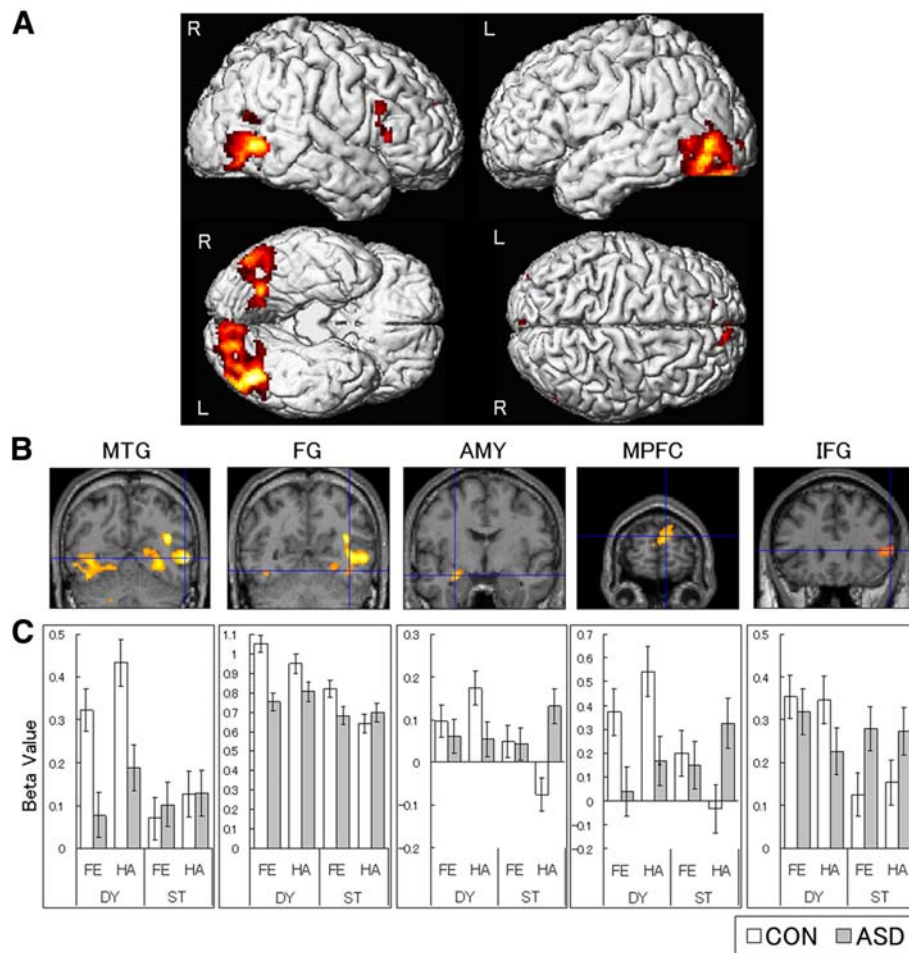 A
R L
R L
L R
B
MTG FG AMY MPFC IFG
C
Beta Value
0.5 0.4 0.3 0.2 0.1 0
1.1 1 0.9 0.8 0.7 0.6 0.5 0.4 0.3 0.2 0.1 0
0.3 0.2 0.1 0 -0.1 -0.2
0.7 0.6 0.5 0.4 0.3 0.2 0.1 0 -0.1 -0.2
0.5 0.4 0.3 0.2 0.1 0
FE HA FE HA FE HA FE HA FE HA FE HA FE HA FE HA FE HA FE HA
DY ST DY ST DY ST DY ST DY ST
CON ASD